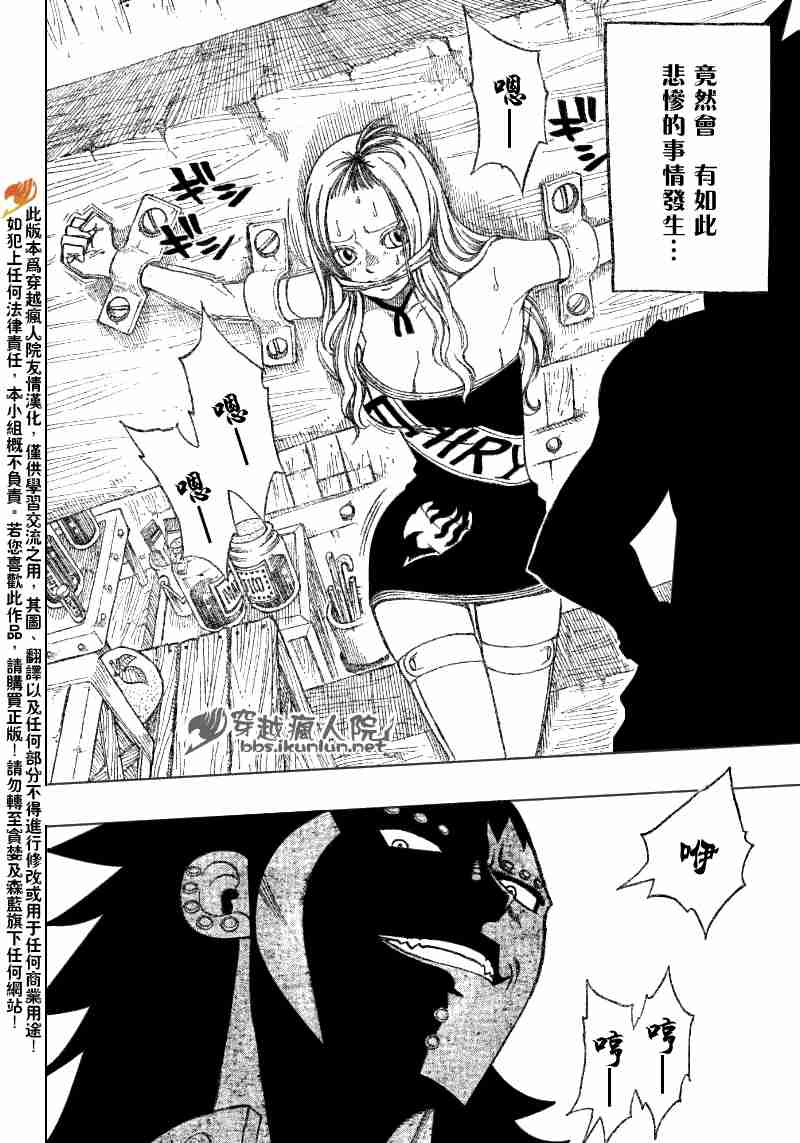 竟然會 有如此
悲慘的事情發生…
嗯—
ギシ
ギシ
嗯—
嗯—
FAIRY
穿越瘋人院
bbs.ikunlun.net
咿
哼—
哼—
此版本爲穿越瘋人院友情漢化，僅供學習交流之用，其圖、翻譯以及任何部分不得進行修改或用于任何商業用途！
如犯上任何法律責任，本小組概不負責。若您喜歡此作品，請購買正版！請勿轉至貪婪及森藍旗下任何網站！